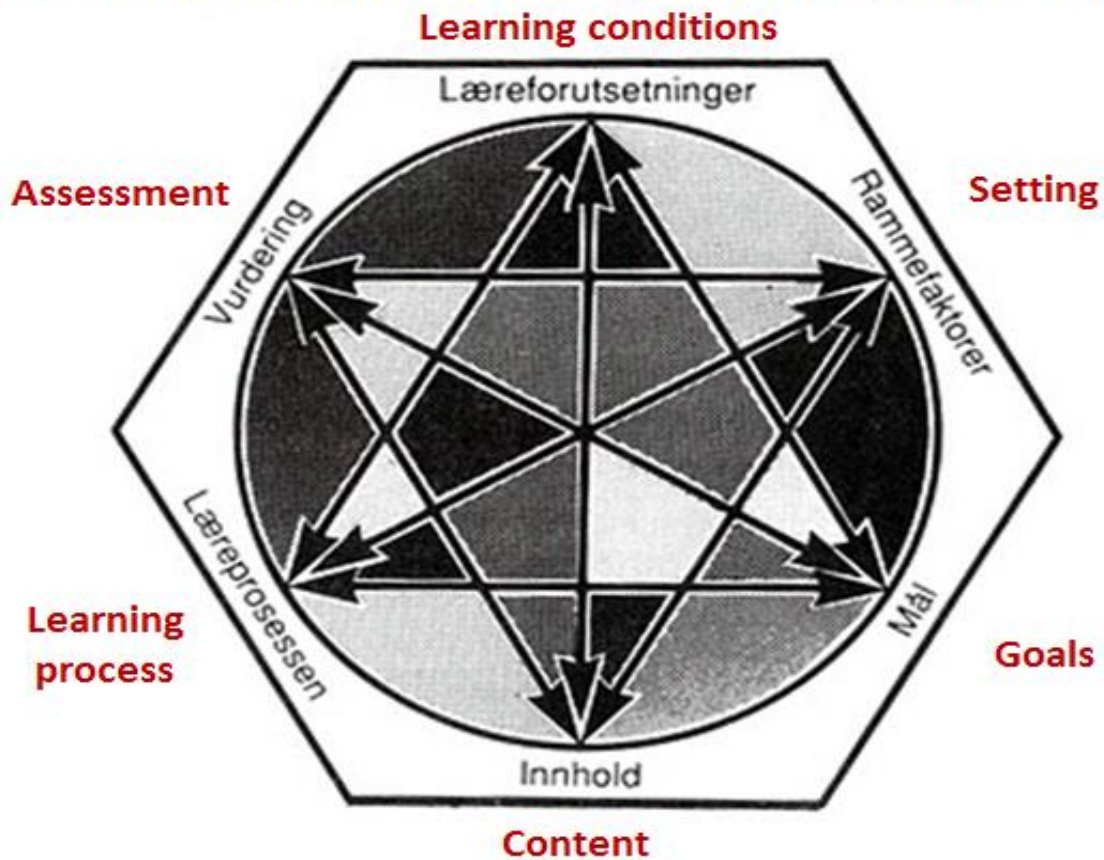 Learning conditions
Læreforutsetninger
Assessment
Vurdering
Rammefaktorer
Setting
Læreprosessen
Learning
process
Mål
Goals
Innhold
Content